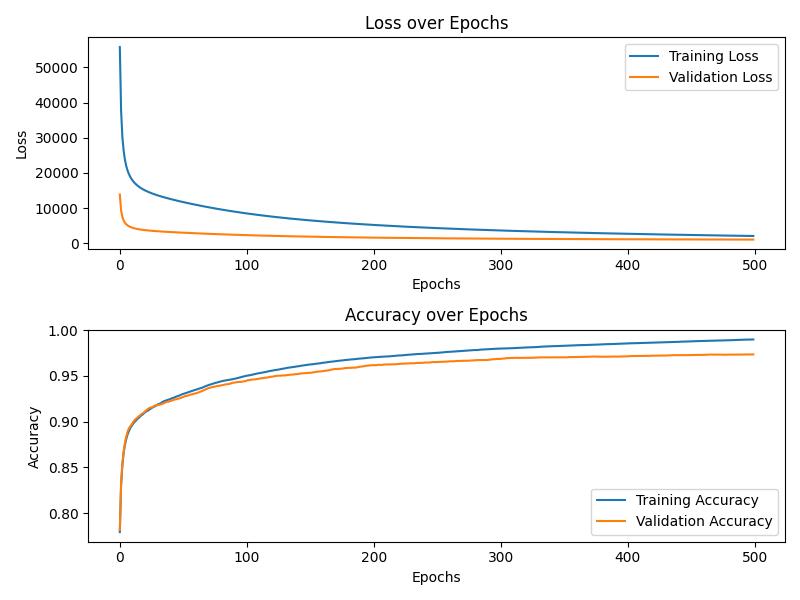 Loss over Epochs
Loss
50000
40000
30000
20000
10000
0
Training Loss
Validation Loss
0 100 200 300 400 500
Epochs
Accuracy over Epochs
Accuracy
1.00
0.95
0.90
0.85
0.80
Training Accuracy
Validation Accuracy
0 100 200 300 400 500
Epochs